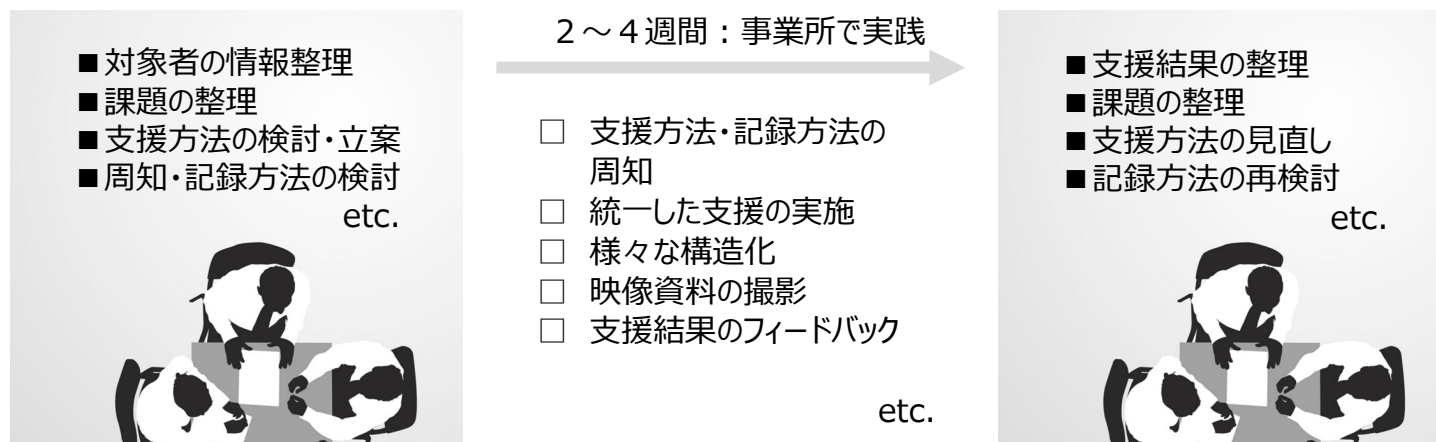 ■対象者の情報整理
■課題の整理
■支援方法の検討・立案
■周知・記録方法の検討
etc.
２～４週間：事業所で実践
□ 支援方法・記録方法の
周知
□ 統一した支援の実施
□ 様々な構造化
□ 映像資料の撮影
□ 支援結果のフィードバック
etc.
■支援結果の整理
■課題の整理
■支援方法の見直し
■記録方法の再検討
etc.